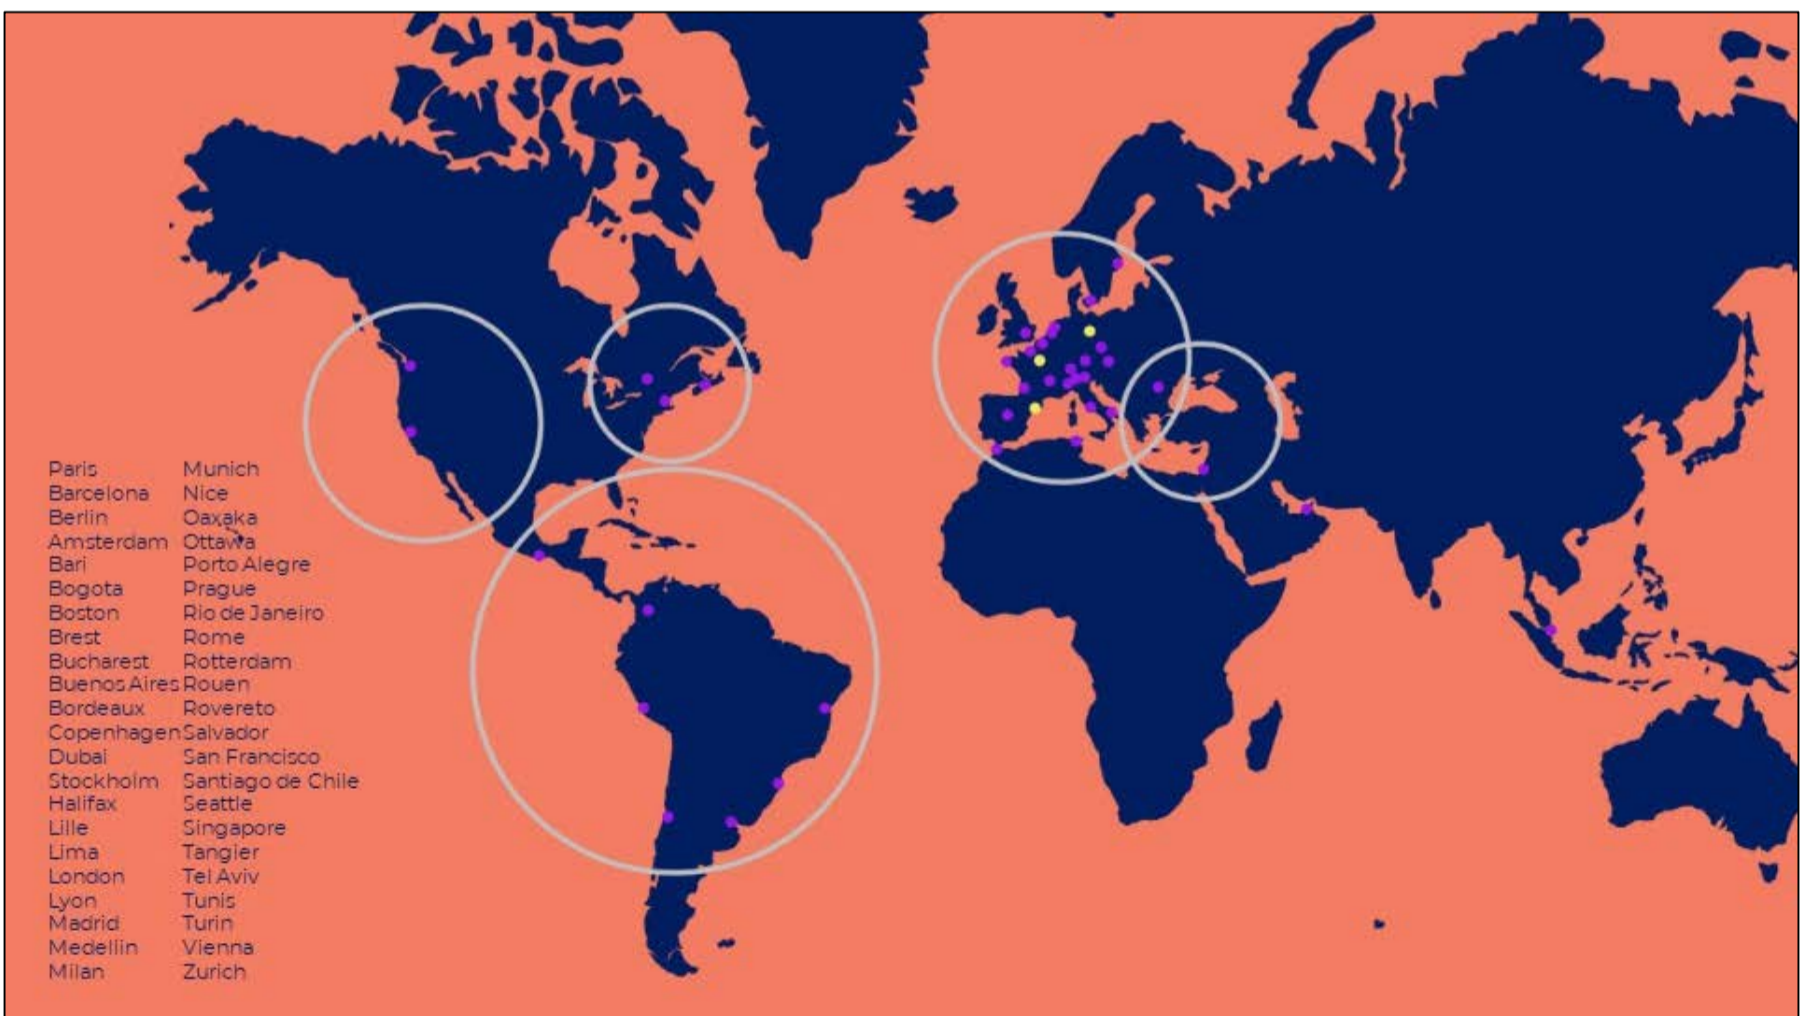 Paris
Barcelona
Berlin
Amsterdam
Bari
Bogota
Boston
Brest
Bucharest
Buenos Aires
Bordeaux
Copenhagen
Dubai
Stockholm
Halifax
Lille
Lima
London
Lyon
Madrid
Medellin
Milan
Munich
Nice
Oaxaka
Ottawa
Porto Alegre
Prague
Rio de Janeiro
Rome
Rotterdam
Rouen
Rovereto
Salvador
San Francisco
Santiago de Chile
Seattle
Singapore
Tangier
Tel Aviv
Tunis
Turin
Vienna
Zurich